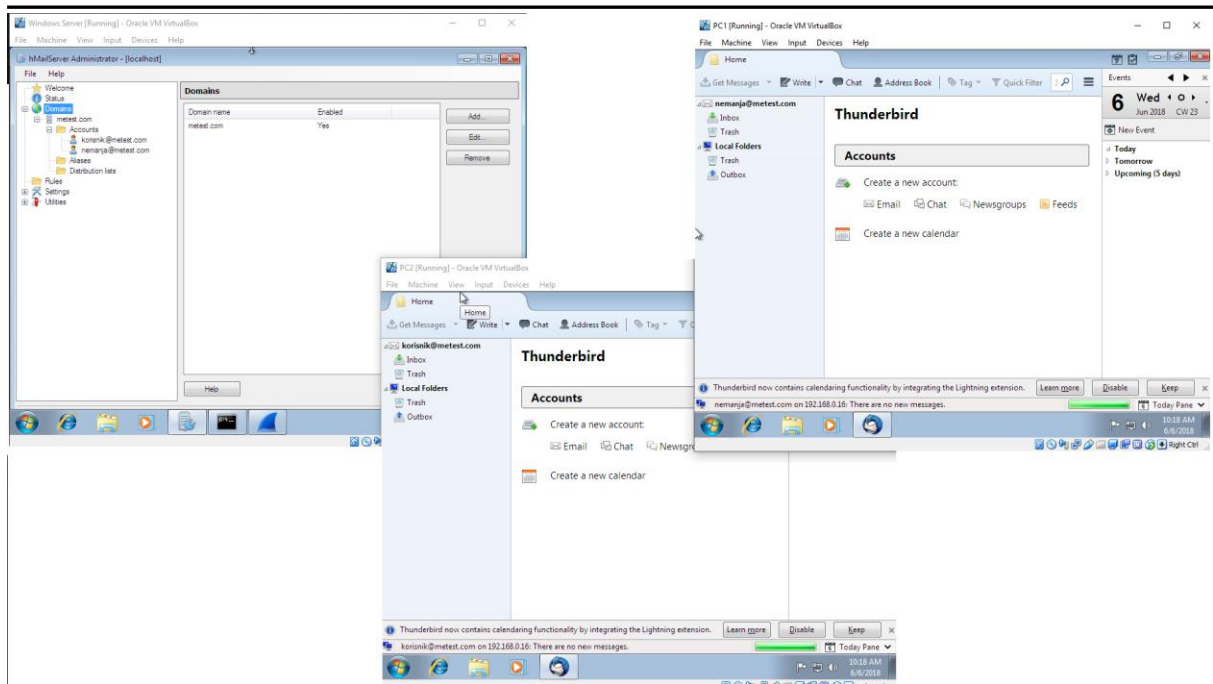 Windows Server [Running] - Oracle VM VirtualBox
File Machine View Input Devices Help
hMailServer Administrator - [localhost]
File Help
Welcome
Status
Domains
metest.com
Accounts
korisnik@metest.com
nemanja@metest.com
Aliases
Distribution lists
Rules
Settings
Utilities
Domains
Domain name Enabled
metest.com Yes
Add...
Edit...
Remove
Help
PC1 [Running] - Oracle VM VirtualBox
File Machine View Input Devices Help
Home
Get Messages Write Chat Address Book Tag Quick Filter
nemanja@metest.com
Inbox
Trash
Local Folders
Trash
Outbox
Thunderbird
Accounts
Create a new account:
Email Chat Newsgroups Feeds
Create a new calendar
Events
6 Wed
Jun 2018 CW 23
New Event
Today
Tomorrow
Upcoming (5 days)
Thunderbird now contains calendaring functionality by integrating the Lightning extension. Learn more Disable Keep
nemanja@metest.com on 192.168.0.16: There are no new messages. Today Pane
10:18 AM
6/6/2018
Right Ctrl
PC2 [Running] - Oracle VM VirtualBox
File Machine View Input Devices Help
Home
Home
Get Messages Write Chat Address Book Tag
korisnik@metest.com
Inbox
Trash
Local Folders
Trash
Outbox
Thunderbird
Accounts
Create a new account:
Email Chat Newsgr
Create a new calendar
Thunderbird now contains calendaring functionality by integrating the Lightning extension. Learn more Disable Keep
korisnik@metest.com on 192.168.0.16: There are no new messages. Today Pane
10:18 AM
6/6/2018